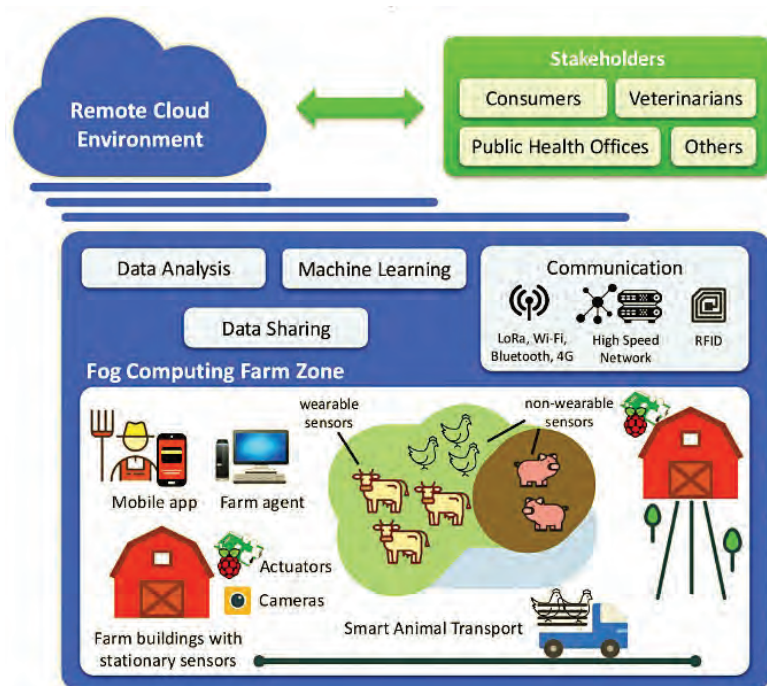 Remote Cloud
Environment
Stakeholders
Consumers
Veterinarians
Public Health Offices
Others
Data Analysis
Machine Learning
Data Sharing
Communication
LoRa, Wi-Fi,
Bluetooth, 4G
High Speed
Network
RFID
Fog Computing Farm Zone
Mobile app
Farm agent
wearable
sensors
non-wearable
sensors
Actuators
Cameras
Farm buildings with
stationary sensors
Smart Animal Transport